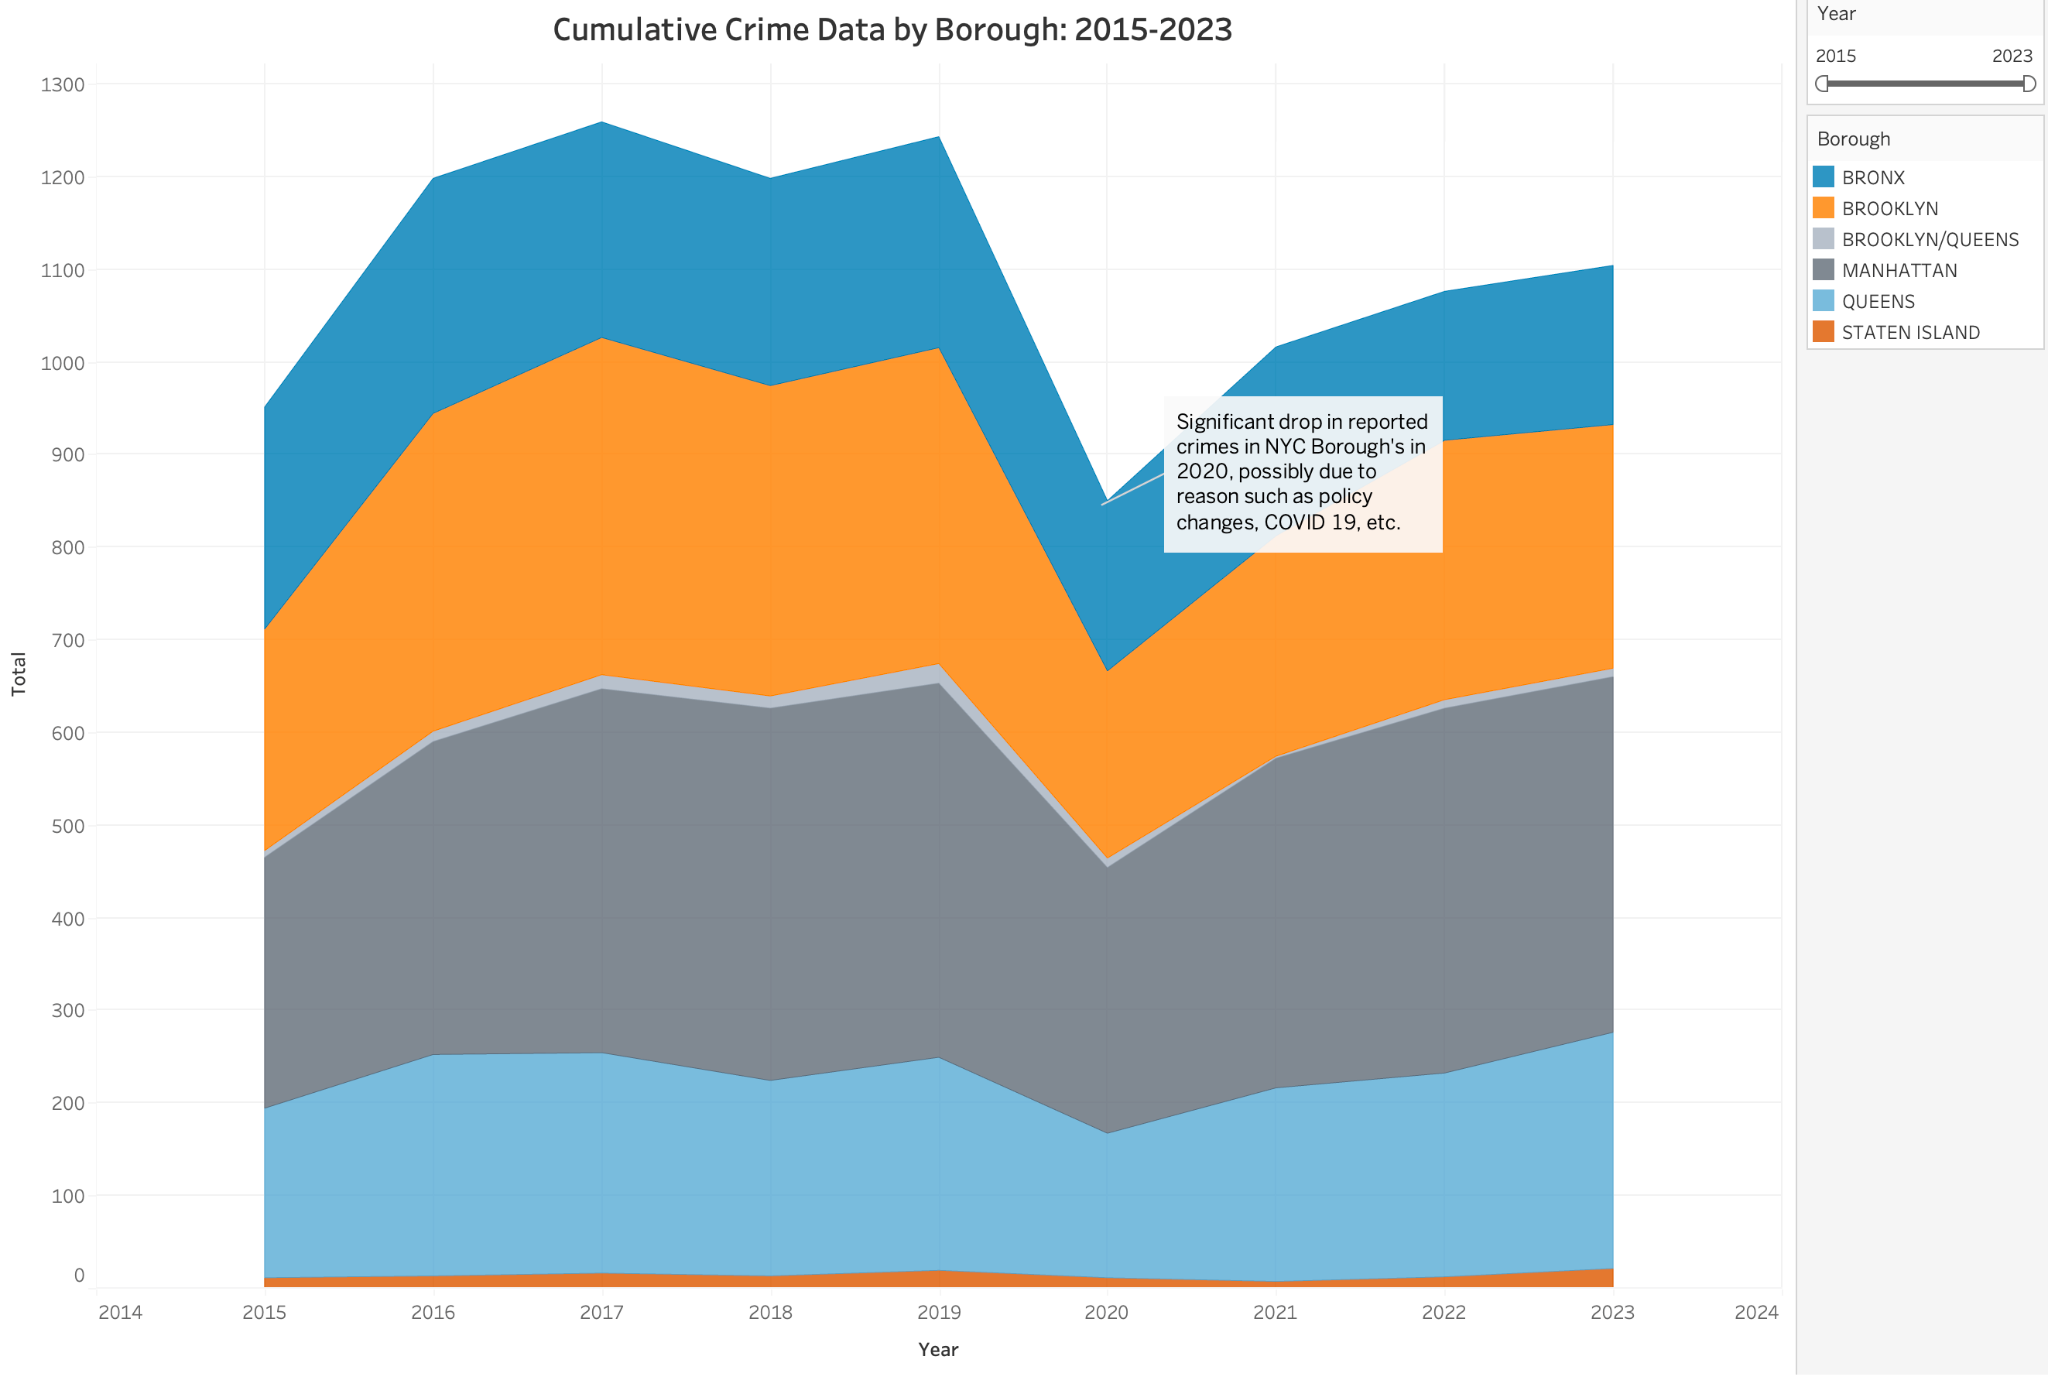 Cumulative Crime Data by Borough: 2015-2023
1300
1200
1100
1000
900
800
700
600
500
400
300
200
100
0
Total
Significant drop in reported
crimes in NYC Borough's in
2020, possibly due to
reason such as policy
changes, COVID 19, etc.
2014 2015 2016 2017 2018 2019 2020 2021 2022 2023 2024
Year
Year
2015 2023
Borough
BRONX
BROOKLYN
BROOKLYN/QUEENS
MANHATTAN
QUEENS
STATEN ISLAND